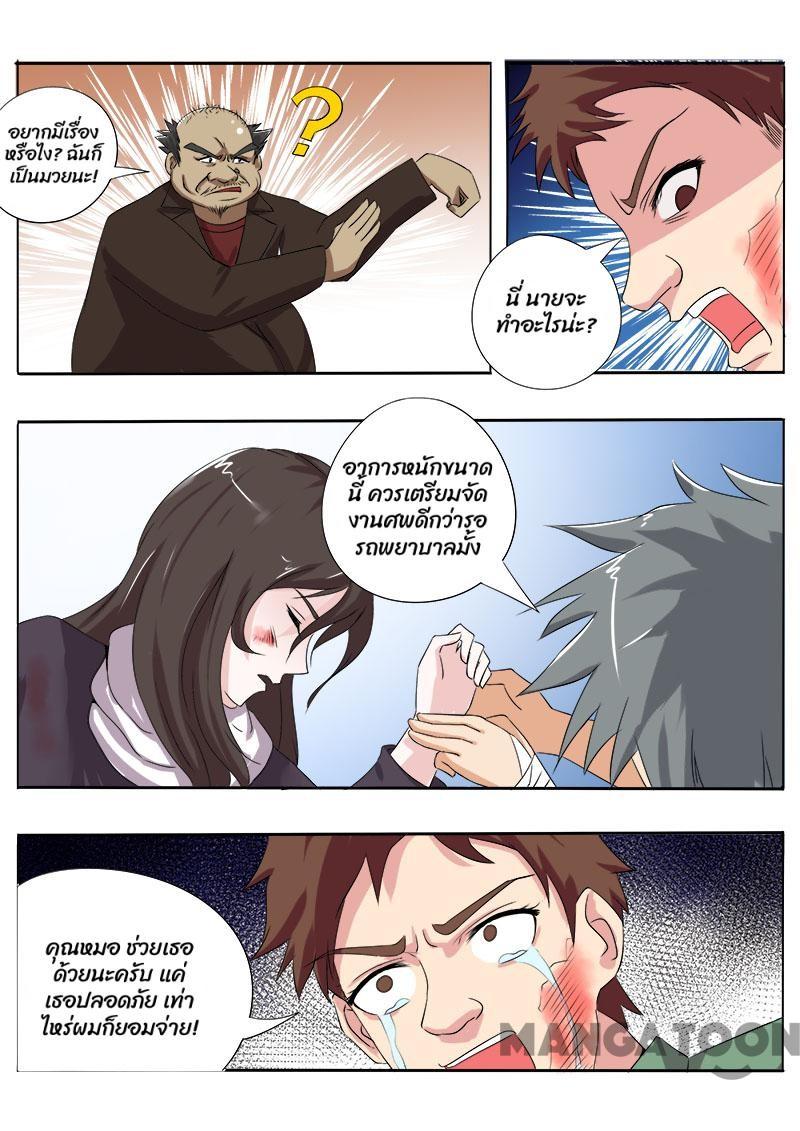 อยากมีเรื่อง
หรือไง? ฉันก็
เป็นมวยนะ!
?
นี่ นายจะ
ทำอะไรน่ะ?
อาการหนักขนาด
นี้ ควรเตรียมจัด
งานศพดีกว่ารอ
รถพยาบาลมั้ง
คุณหมอ ช่วยเธอ
ด้วยนะครับ แค่
เธอปลอดภัย เท่า
ไหร่ผมก็ยอมจ่าย!
MANGATOON